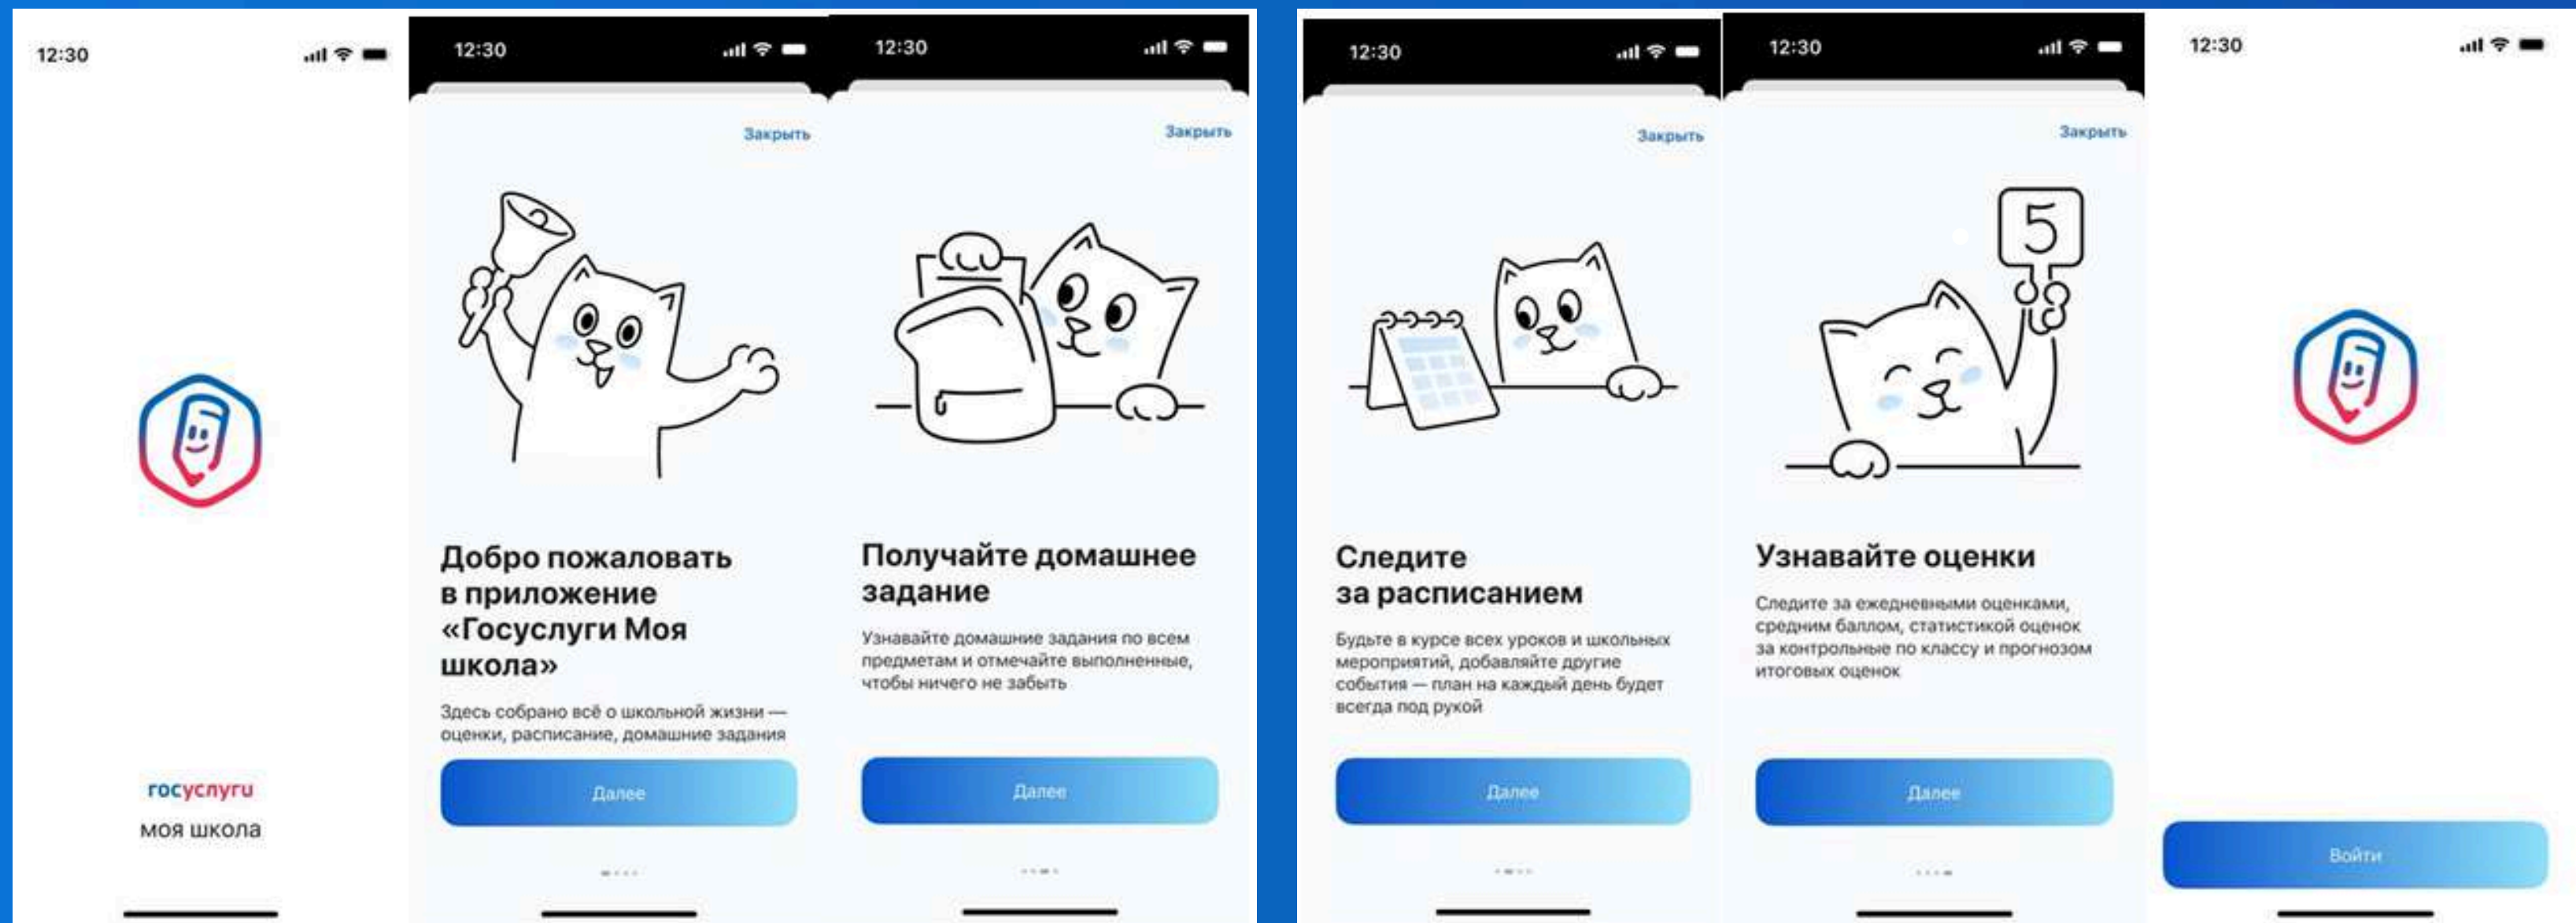 12:30
госуслуги
моя школа
12:30
Закрыть
Добро пожаловать
в приложение
«Госуслуги Моя
школа»
Здесь собрано всё о школьной жизни —
оценки, расписание, домашние задания
Далее
12:30
Закрыть
Получайте домашнее
задание
Узнавайте домашние задания по всем
предметам и отмечайте выполненные,
чтобы ничего не забыть
Далее
12:30
Закрыть
Следите
за расписанием
Будьте в курсе всех уроков и школьных
мероприятий, добавляйте другие
события — план на каждый день будет
всегда под рукой
Далее
12:30
Закрыть
5
Узнавайте оценки
Следите за ежедневными оценками,
средним баллом, статистикой оценок
за контрольные по классу и прогнозом
итоговых оценок
Далее
12:30
Войти